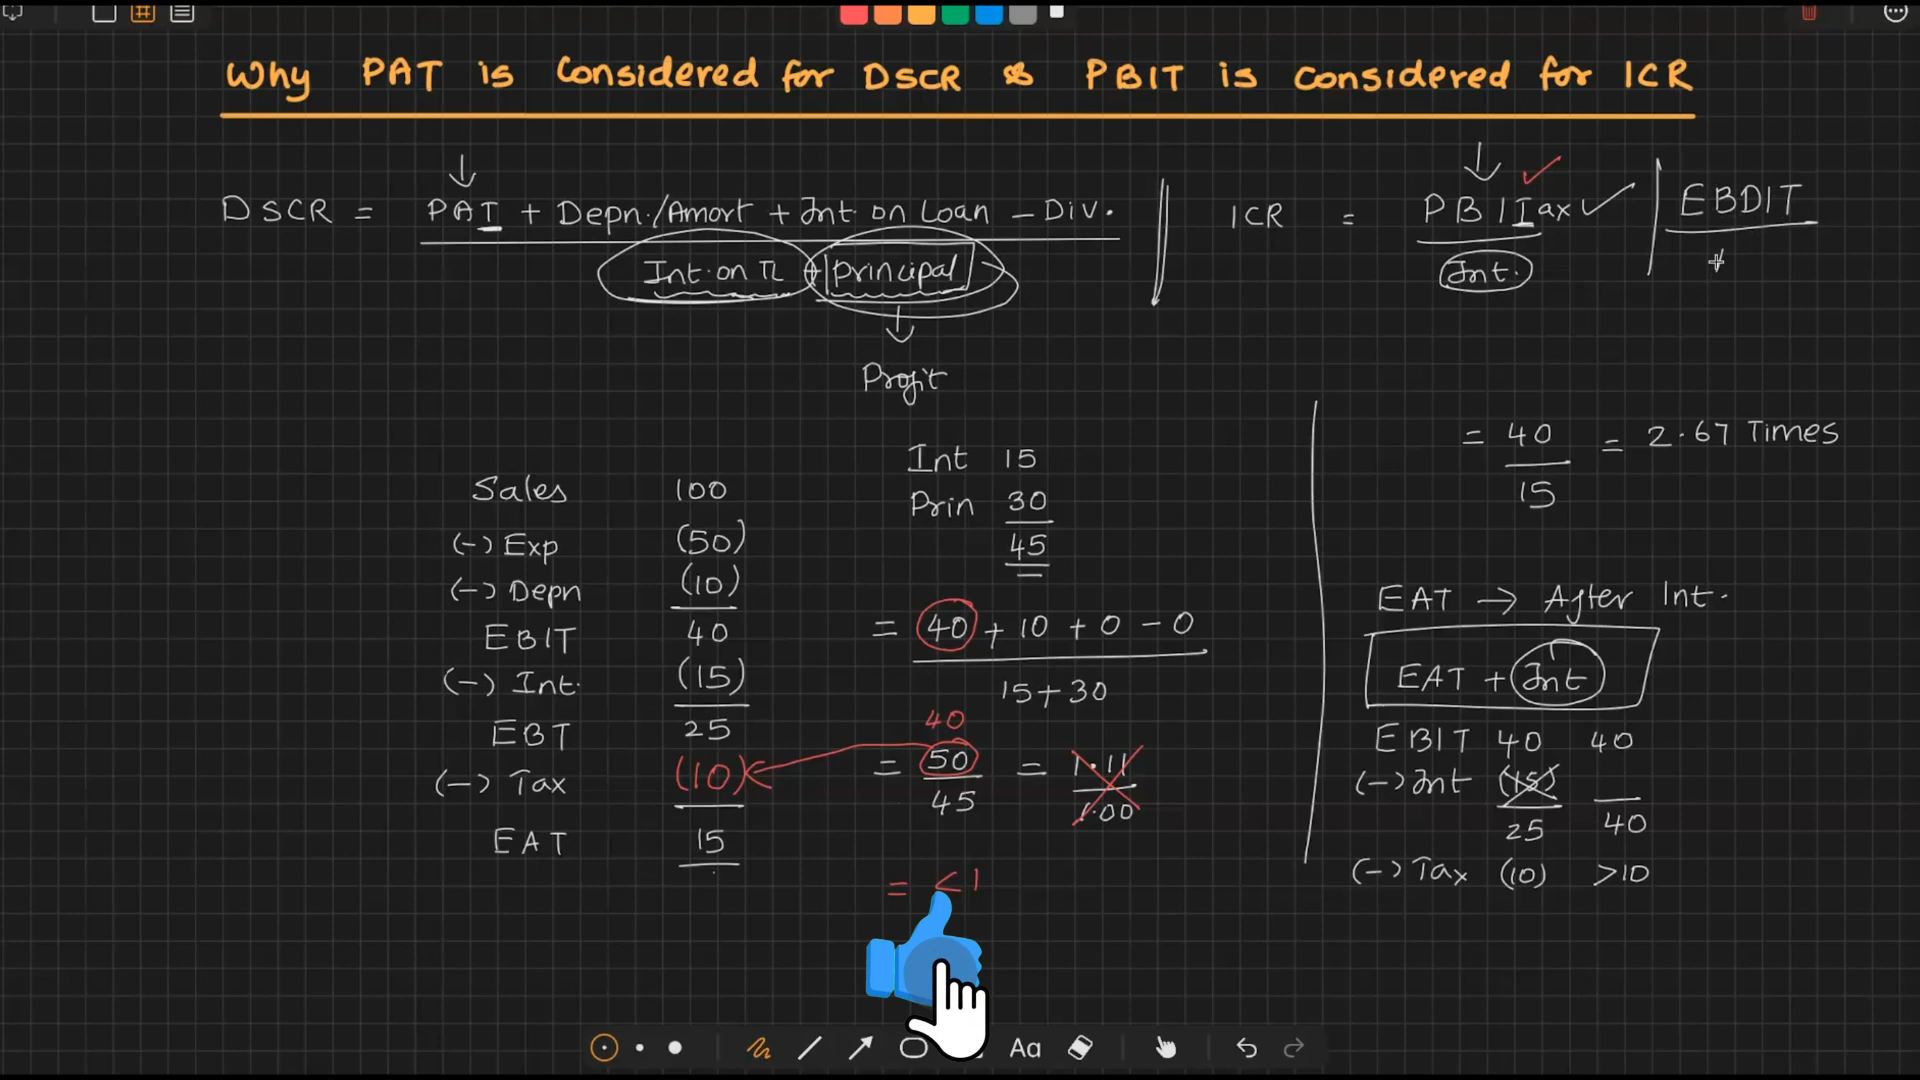 Why PAT is Considered for DSCR & PBIT is Considered for ICR
DSCR = PAT + Depn./Amort + Int. on Loan - Div.
Int. on TL + Principal
Profit
ICR = PBITax
Int.
EBDIT
Sales 100
(-) Exp (50)
(-) Depn (10)
EBIT 40
(-) Int. (15)
EBT 25
(-) Tax (10)
EAT 15
Int 15
Prin 30
45
= 40 + 10 + 0 - 0
15 + 30
40
= 50 = 1.11
45 1.00
= <1
= 40 = 2.67 Times
15
EAT → After Int.
EAT + Int
EBIT 40 40
(-) Int (15) —
25 40
(-) Tax (10) >10
Aa